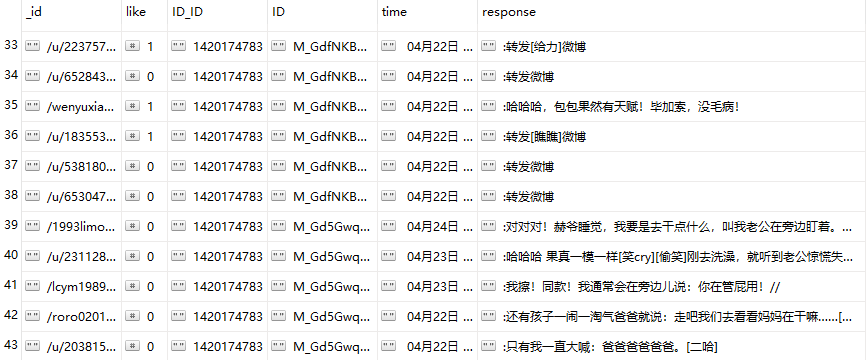 _id like ID_ID ID time response
33 "" /u/223757... # 1 "" 1420174783 "" M_GdfNKB... "" 04月22日 ... "" :转发[给力]微博
34 "" /u/652843... # 0 "" 1420174783 "" M_GdfNKB... "" 04月22日 ... "" :转发微博
35 "" /wenyuxia... # 1 "" 1420174783 "" M_GdfNKB... "" 04月22日 ... "" :哈哈哈，包包果然有天赋！毕加索，没毛病！
36 "" /u/183553... # 1 "" 1420174783 "" M_GdfNKB... "" 04月22日 ... "" :转发[瞧瞧]微博
37 "" /u/538180... # 0 "" 1420174783 "" M_GdfNKB... "" 04月22日 ... "" :转发微博
38 "" /u/653047... # 0 "" 1420174783 "" M_GdfNKB... "" 04月22日 ... "" :转发微博
39 "" /1993limo... # 0 "" 1420174783 "" M_Gd5Gwq... "" 04月24日 ... "" :对对对！赫爷睡觉，我要是去干点什么，叫我老公在旁边盯着。...
40 "" /u/231128... # 0 "" 1420174783 "" M_Gd5Gwq... "" 04月23日 ... "" :哈哈哈 果真一模一样[笑cry][偷笑]刚去洗澡，就听到老公惊慌失...
41 "" /lcym1989... # 0 "" 1420174783 "" M_Gd5Gwq... "" 04月23日 ... "" :我擦！同款！我通常会在旁边儿说：你在管屁用！//
42 "" /roro0201... # 0 "" 1420174783 "" M_Gd5Gwq... "" 04月22日 ... "" :还有孩子一闹一淘气爸爸就说：走吧我们去看看妈妈在干嘛......[...
43 "" /u/203815... # 0 "" 1420174783 "" M_Gd5Gwq... "" 04月22日 ... "" :只有我一直大喊：爸爸爸爸爸爸。[二哈]